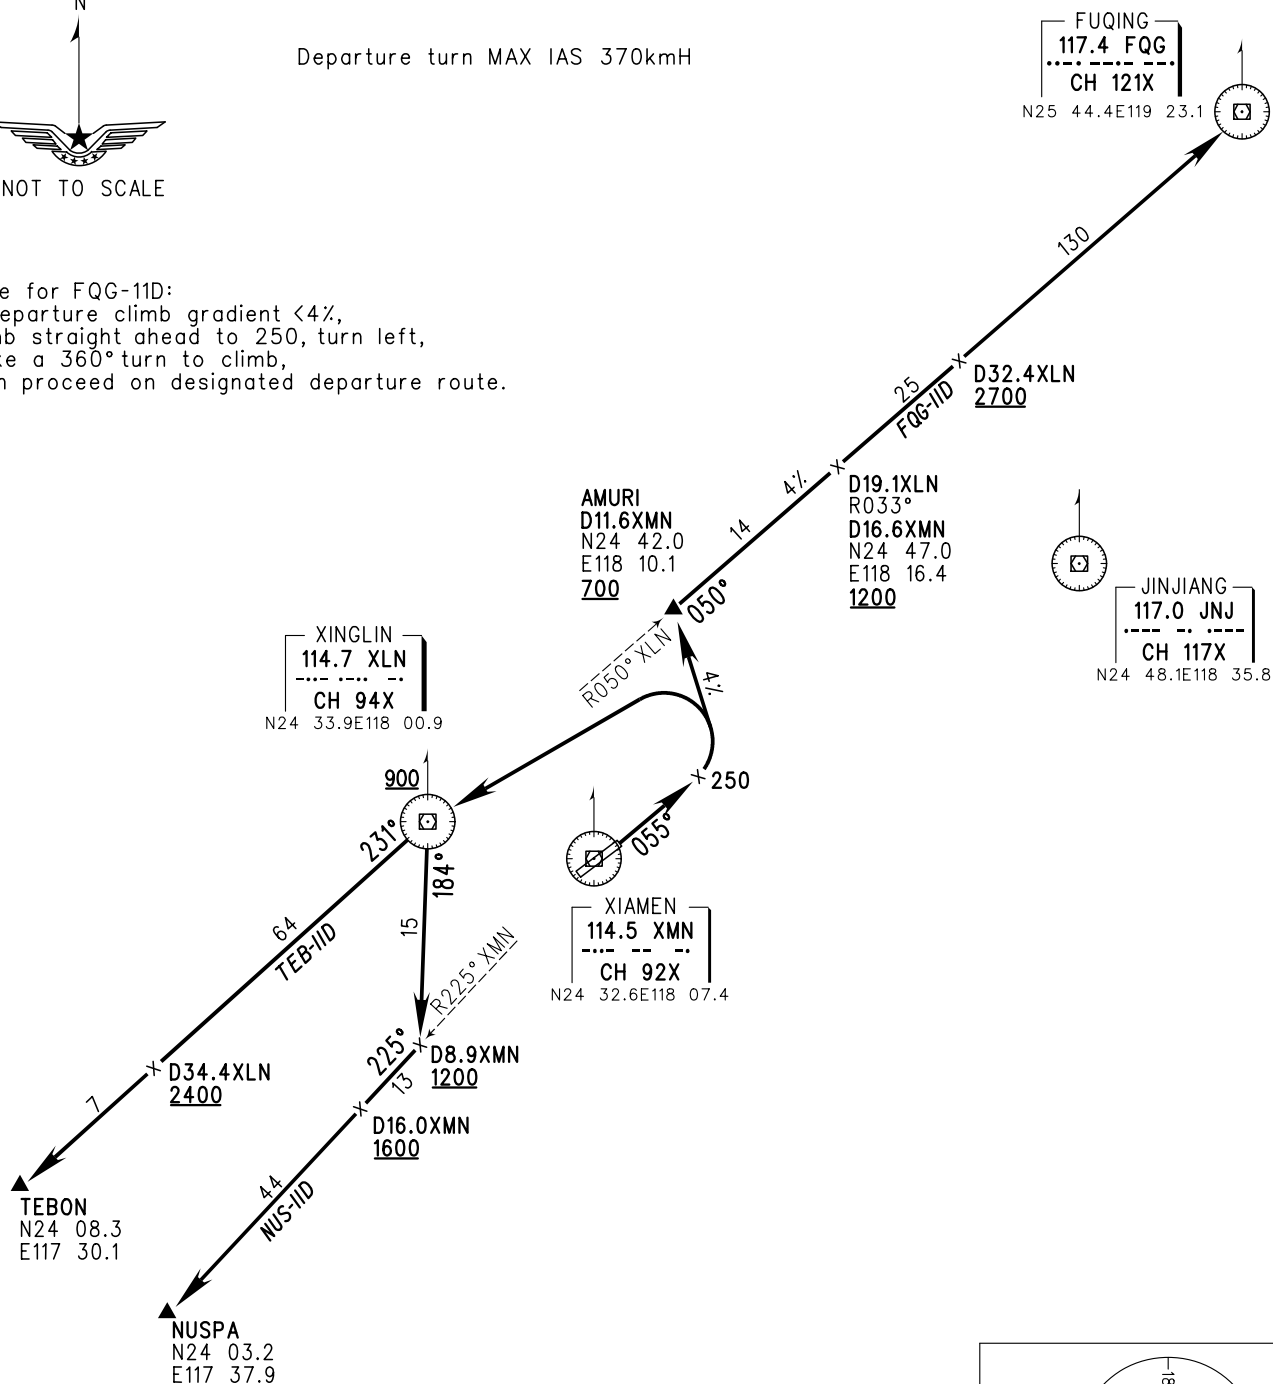 N
Departure turn MAX IAS 370kmH
NOT TO SCALE
FUQING
117.4 FQG
CH 121X
N25 44.4E119 23.1
e for FQG-11D:
eparture climb gradient <4%,
b straight ahead to 250, turn left,
ke a 360° turn to climb,
n proceed on designated departure route.
130
D32.4XLN
2700
25
FQG-11D
4%
14
D19.1XLN
R033°
D16.6XMN
N24 47.0
E118 16.4
1200
AMURI
D11.6XMN
N24 42.0
E118 10.1
700
050°
R050° XLN
4%
JINJIANG
117.0 JNJ
CH 117X
N24 48.1E118 35.8
XINGLIN
114.7 XLN
CH 94X
N24 33.9E118 00.9
900
250
055°
231°
184°
XIAMEN
114.5 XMN
CH 92X
N24 32.6E118 07.4
64
TEB-11D
15
R225° XMN
225°
D8.9XMN
1200
13
D16.0XMN
1600
D34.4XLN
2400
7
TEBON
N24 08.3
E117 30.1
44
NUS-11D
NUSPA
N24 03.2
E117 37.9
18